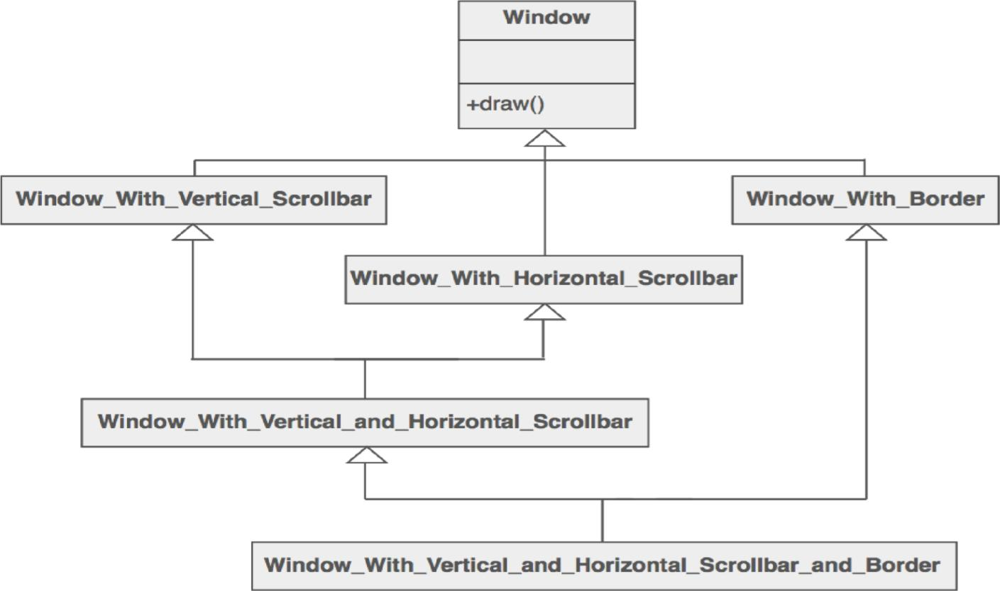 Window
+draw()
Window_With_Vertical_Scrollbar
Window_With_Border
Window_With_Horizontal_Scrollbar
Window_With_Vertical_and_Horizontal_Scrollbar
Window_With_Vertical_and_Horizontal_Scrollbar_and_Border